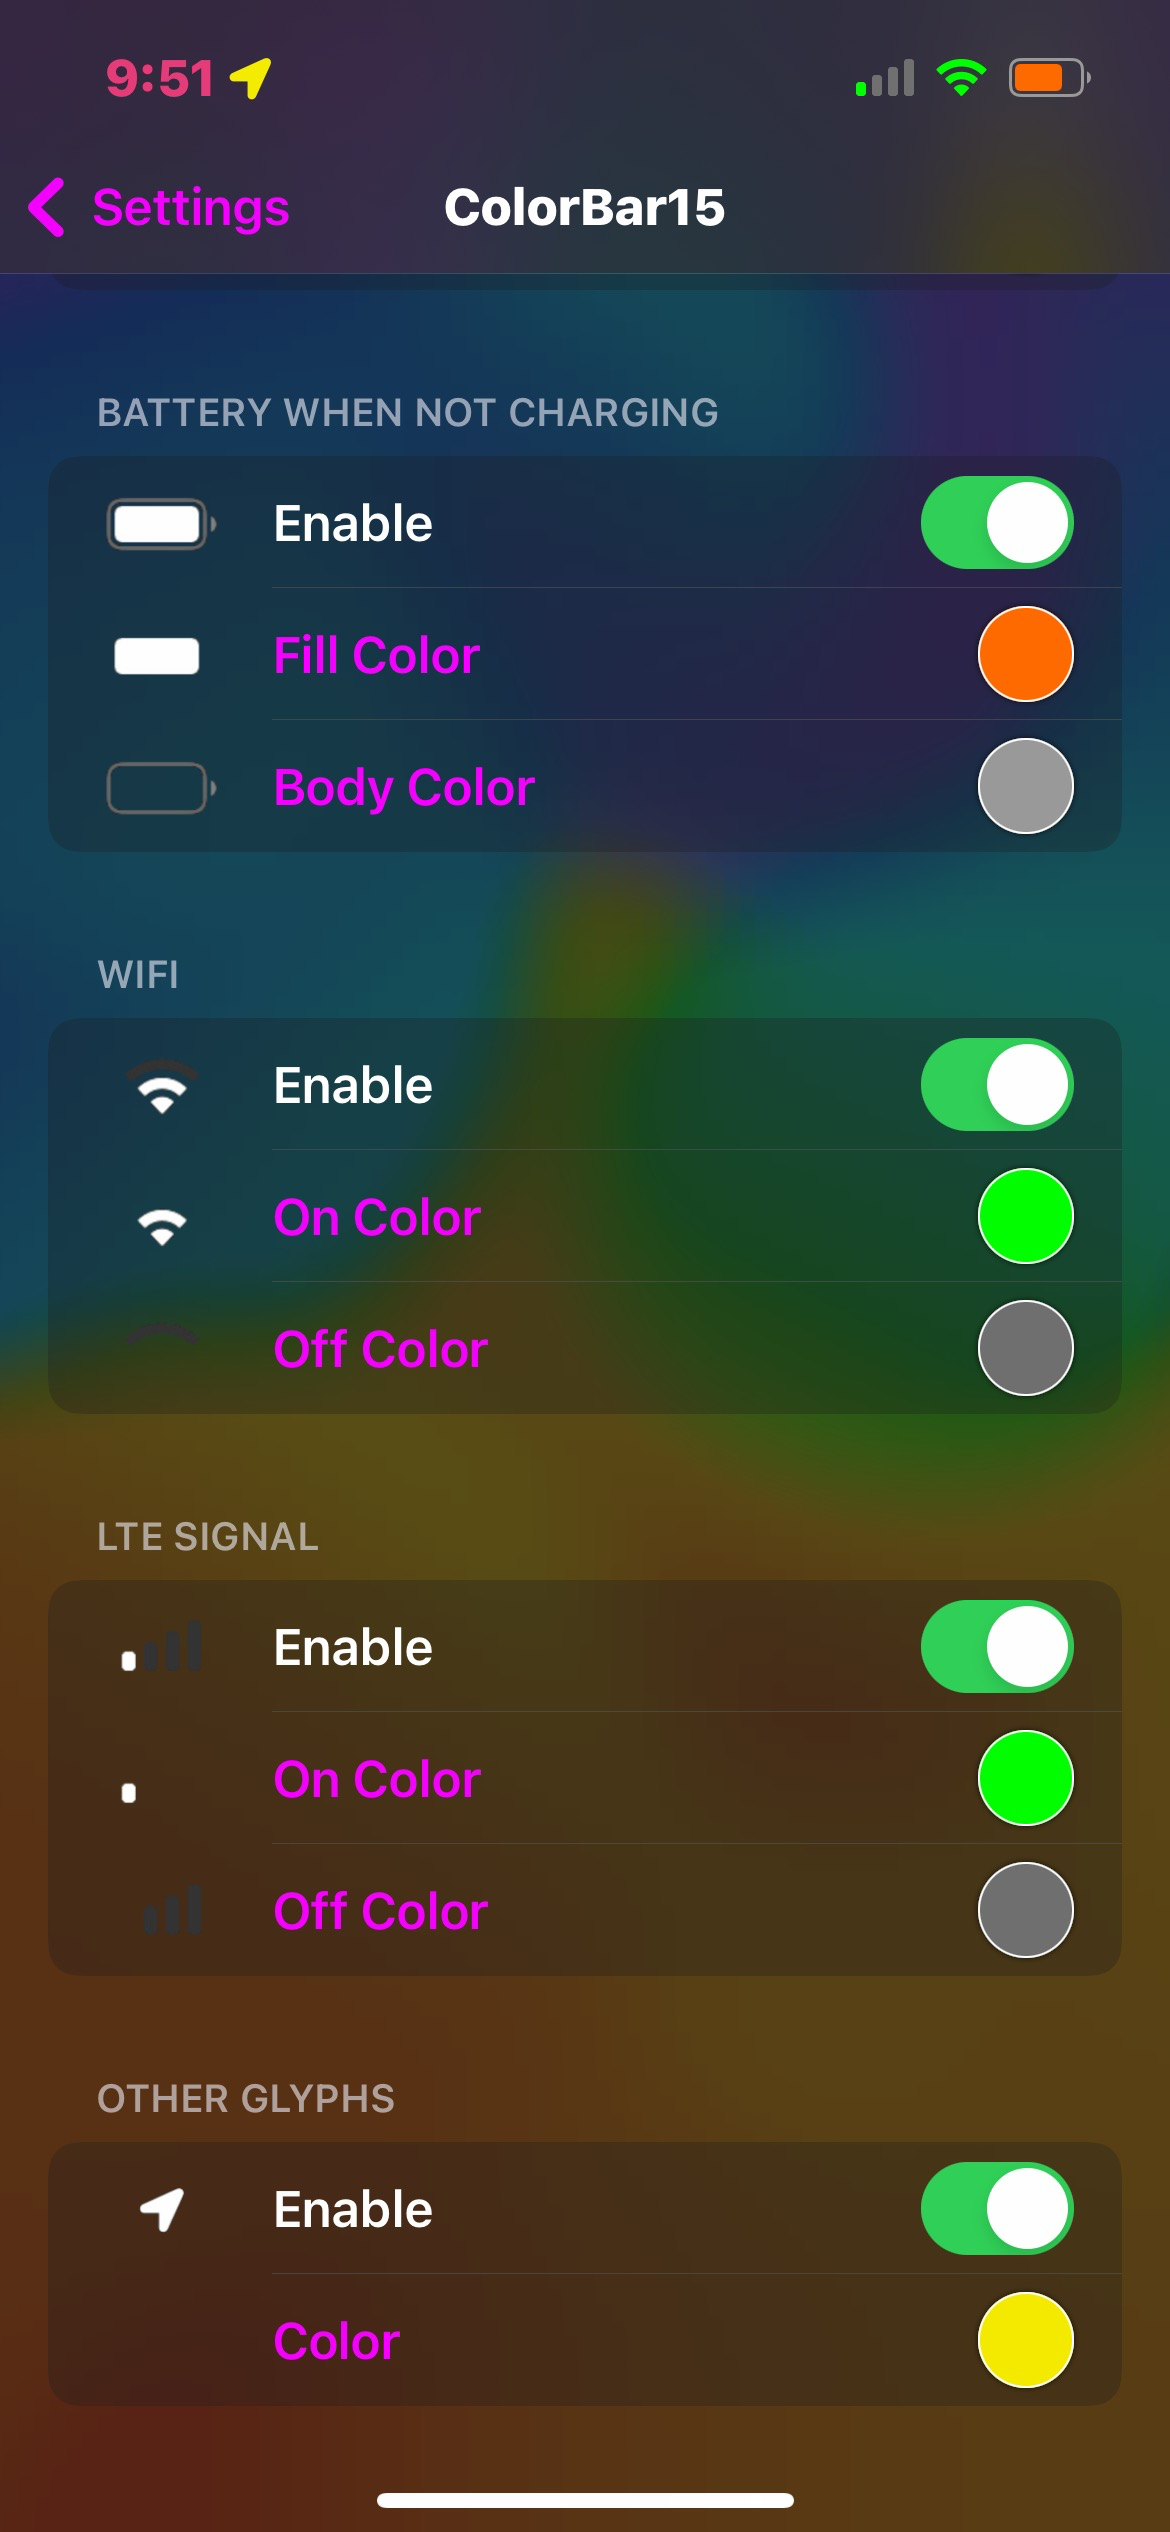 9:51
Settings
ColorBar15
BATTERY WHEN NOT CHARGING
Enable
Fill Color
Body Color
WIFI
Enable
On Color
Off Color
LTE SIGNAL
Enable
On Color
Off Color
OTHER GLYPHS
Enable
Color